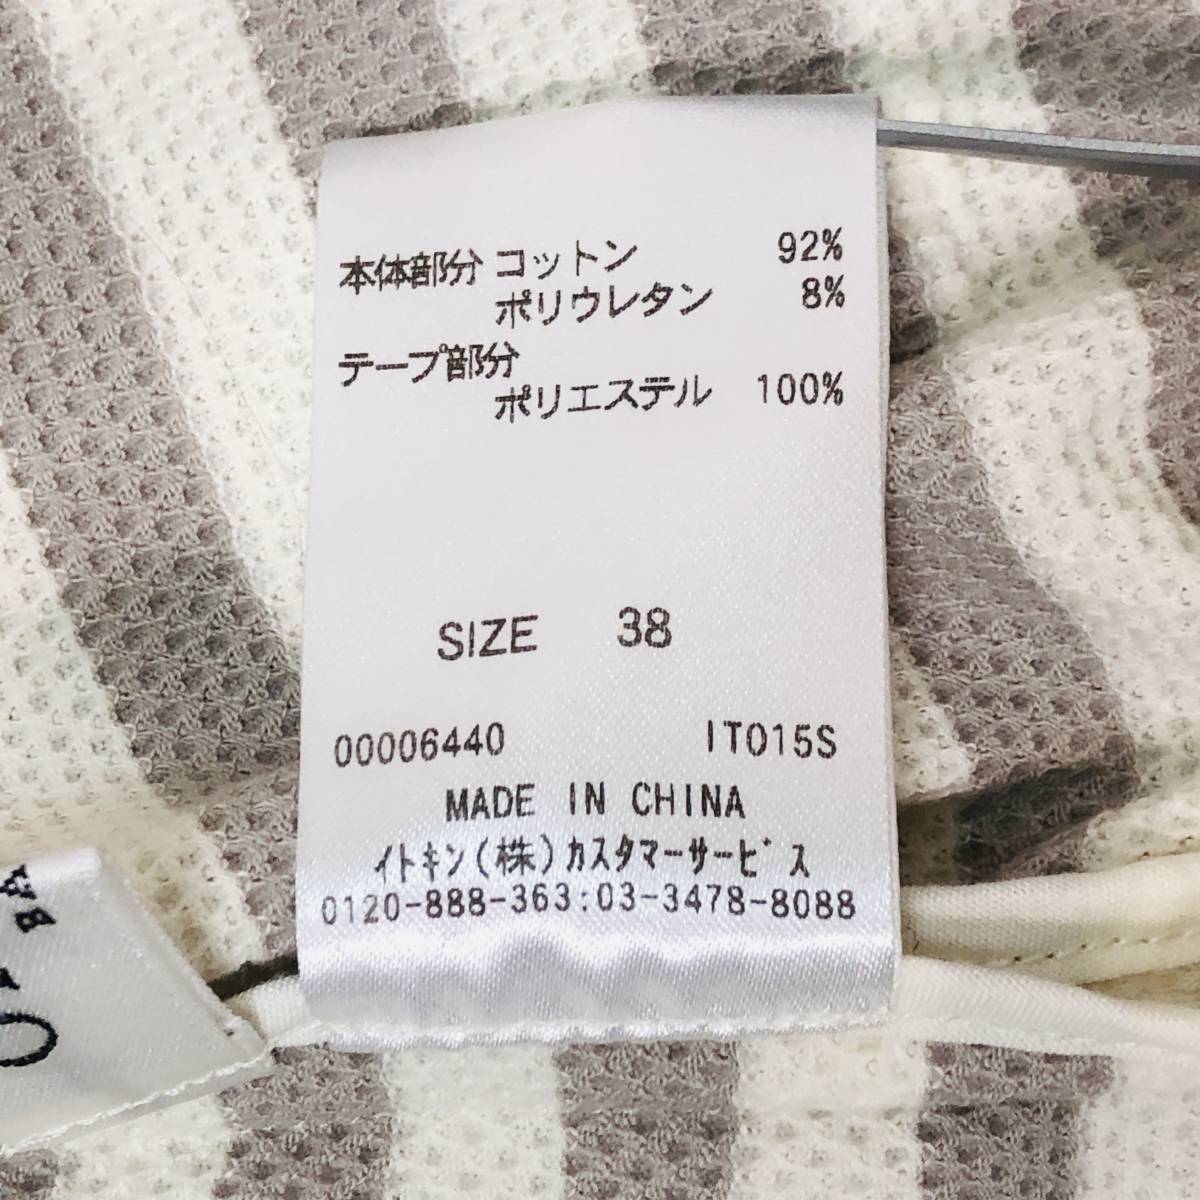 本体部分 コットン 92%
ポリウレタン 8%
テープ部分
ポリエステル 100%
SIZE 38
00006440 IT015S
MADE IN CHINA
イトキン(株)カスタマーサービス
0120-888-363:03-3478-8088